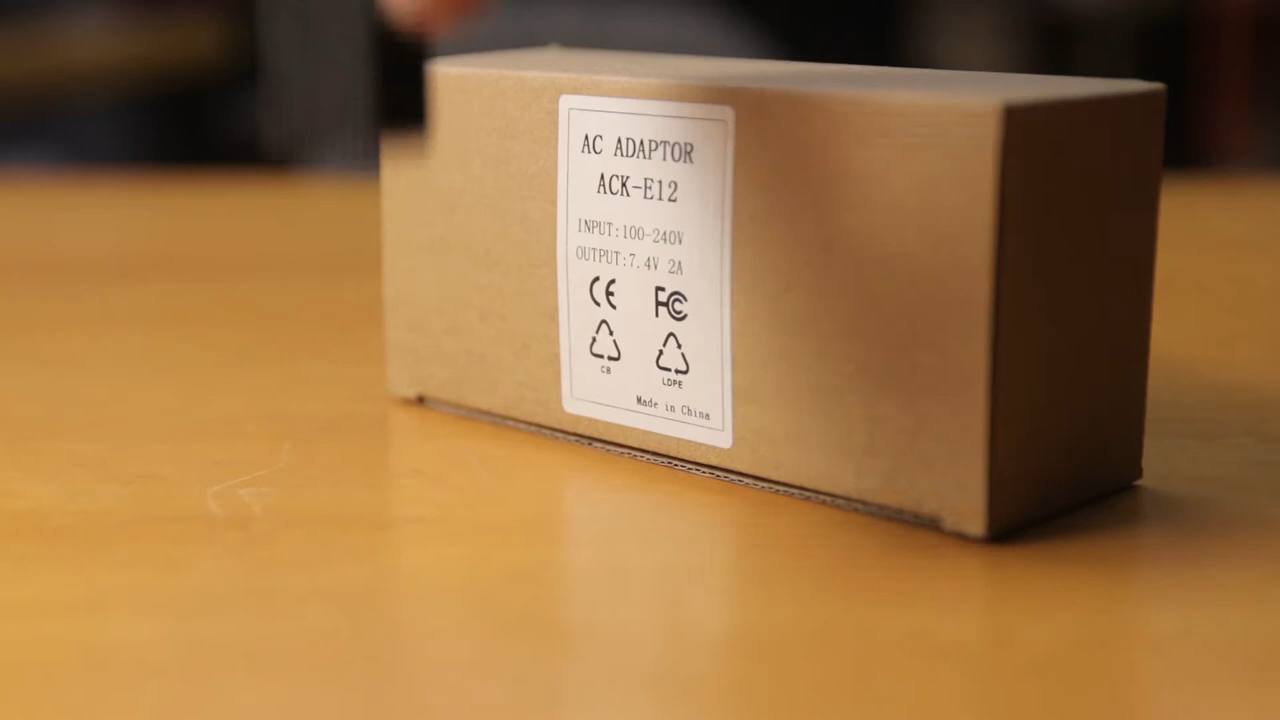 AC ADAPTOR
ACK-E12
INPUT:100-240V
OUTPUT:7.4V 2A
CE FC
CB LDPE
Made in China